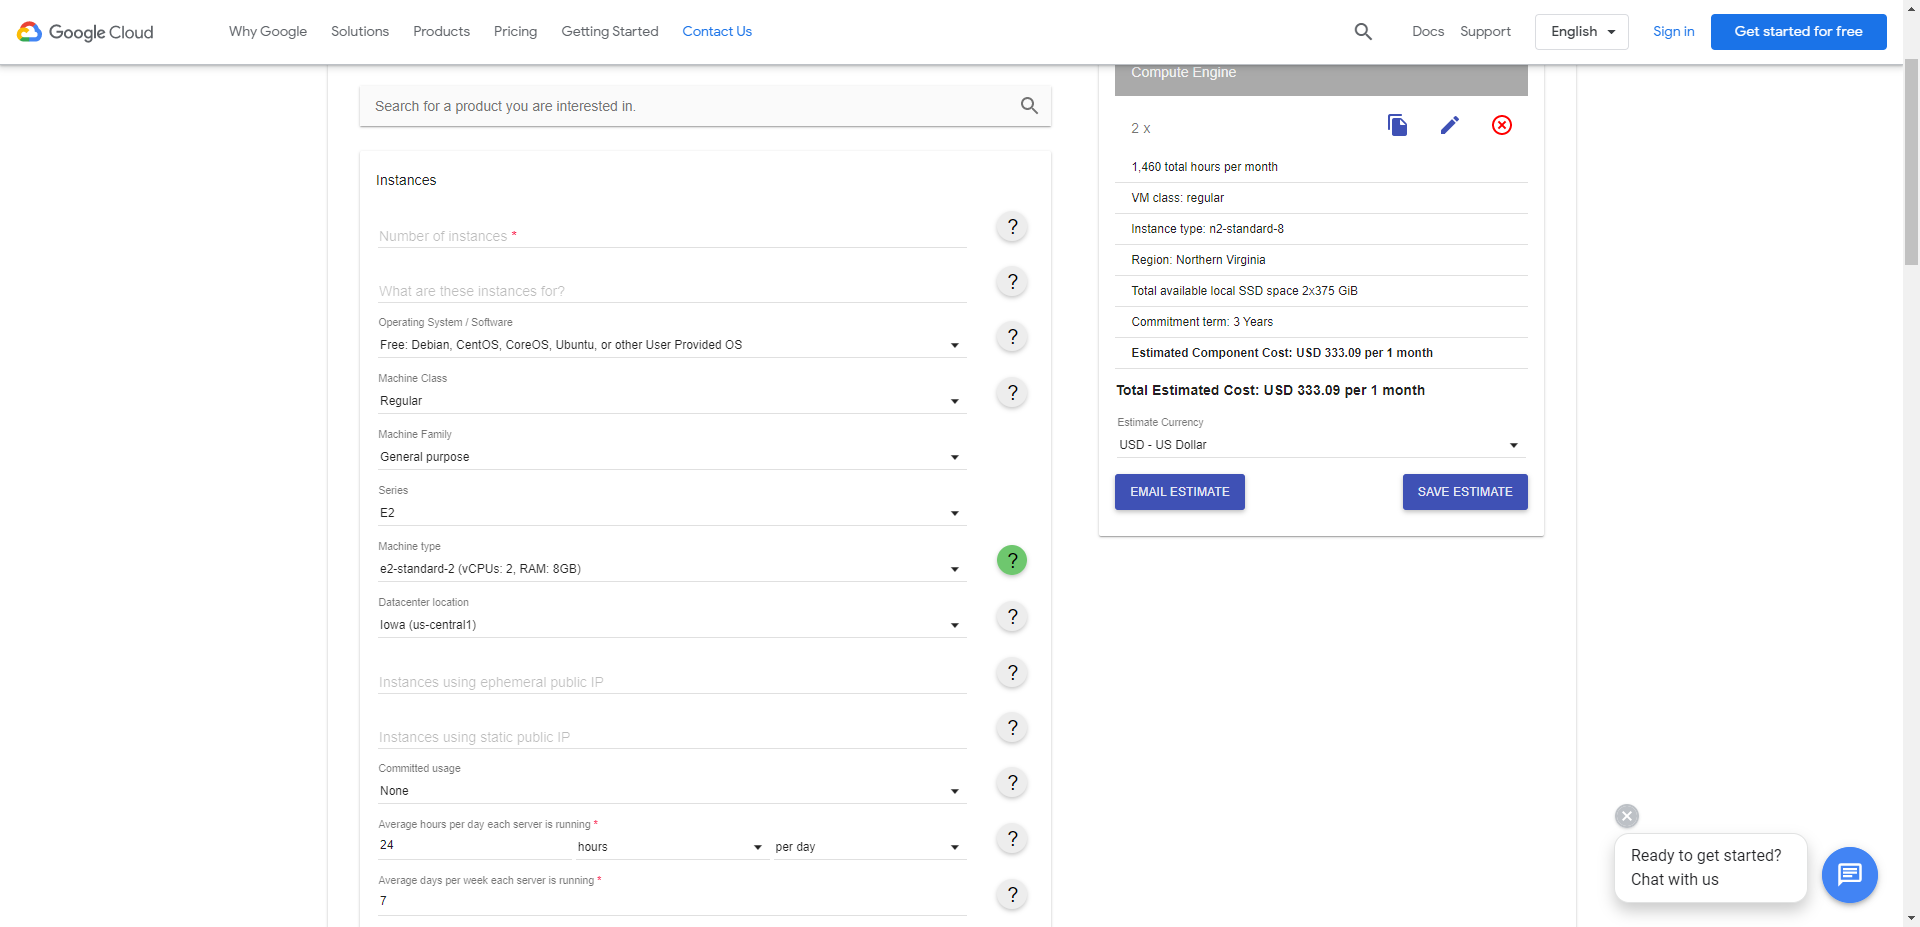 Google Cloud
Why Google
Solutions
Products
Pricing
Getting Started
Contact Us
Docs
Support
English
Sign in
Get started for free
Search for a product you are interested in.
Instances
Number of instances *
?
What are these instances for?
?
Operating System / Software
Free: Debian, CentOS, CoreOS, Ubuntu, or other User Provided OS
?
Machine Class
Regular
?
Machine Family
General purpose
Series
E2
Machine type
e2-standard-2 (vCPUs: 2, RAM: 8GB)
?
Datacenter location
Iowa (us-central1)
?
Instances using ephemeral public IP
?
Instances using static public IP
?
Committed usage
None
?
Average hours per day each server is running *
24
hours
per day
?
Average days per week each server is running *
7
?
Compute Engine
2 x
1,460 total hours per month
VM class: regular
Instance type: n2-standard-8
Region: Northern Virginia
Total available local SSD space 2x375 GiB
Commitment term: 3 Years
Estimated Component Cost: USD 333.09 per 1 month
Total Estimated Cost: USD 333.09 per 1 month
Estimate Currency
USD - US Dollar
EMAIL ESTIMATE
SAVE ESTIMATE
Ready to get started?
Chat with us